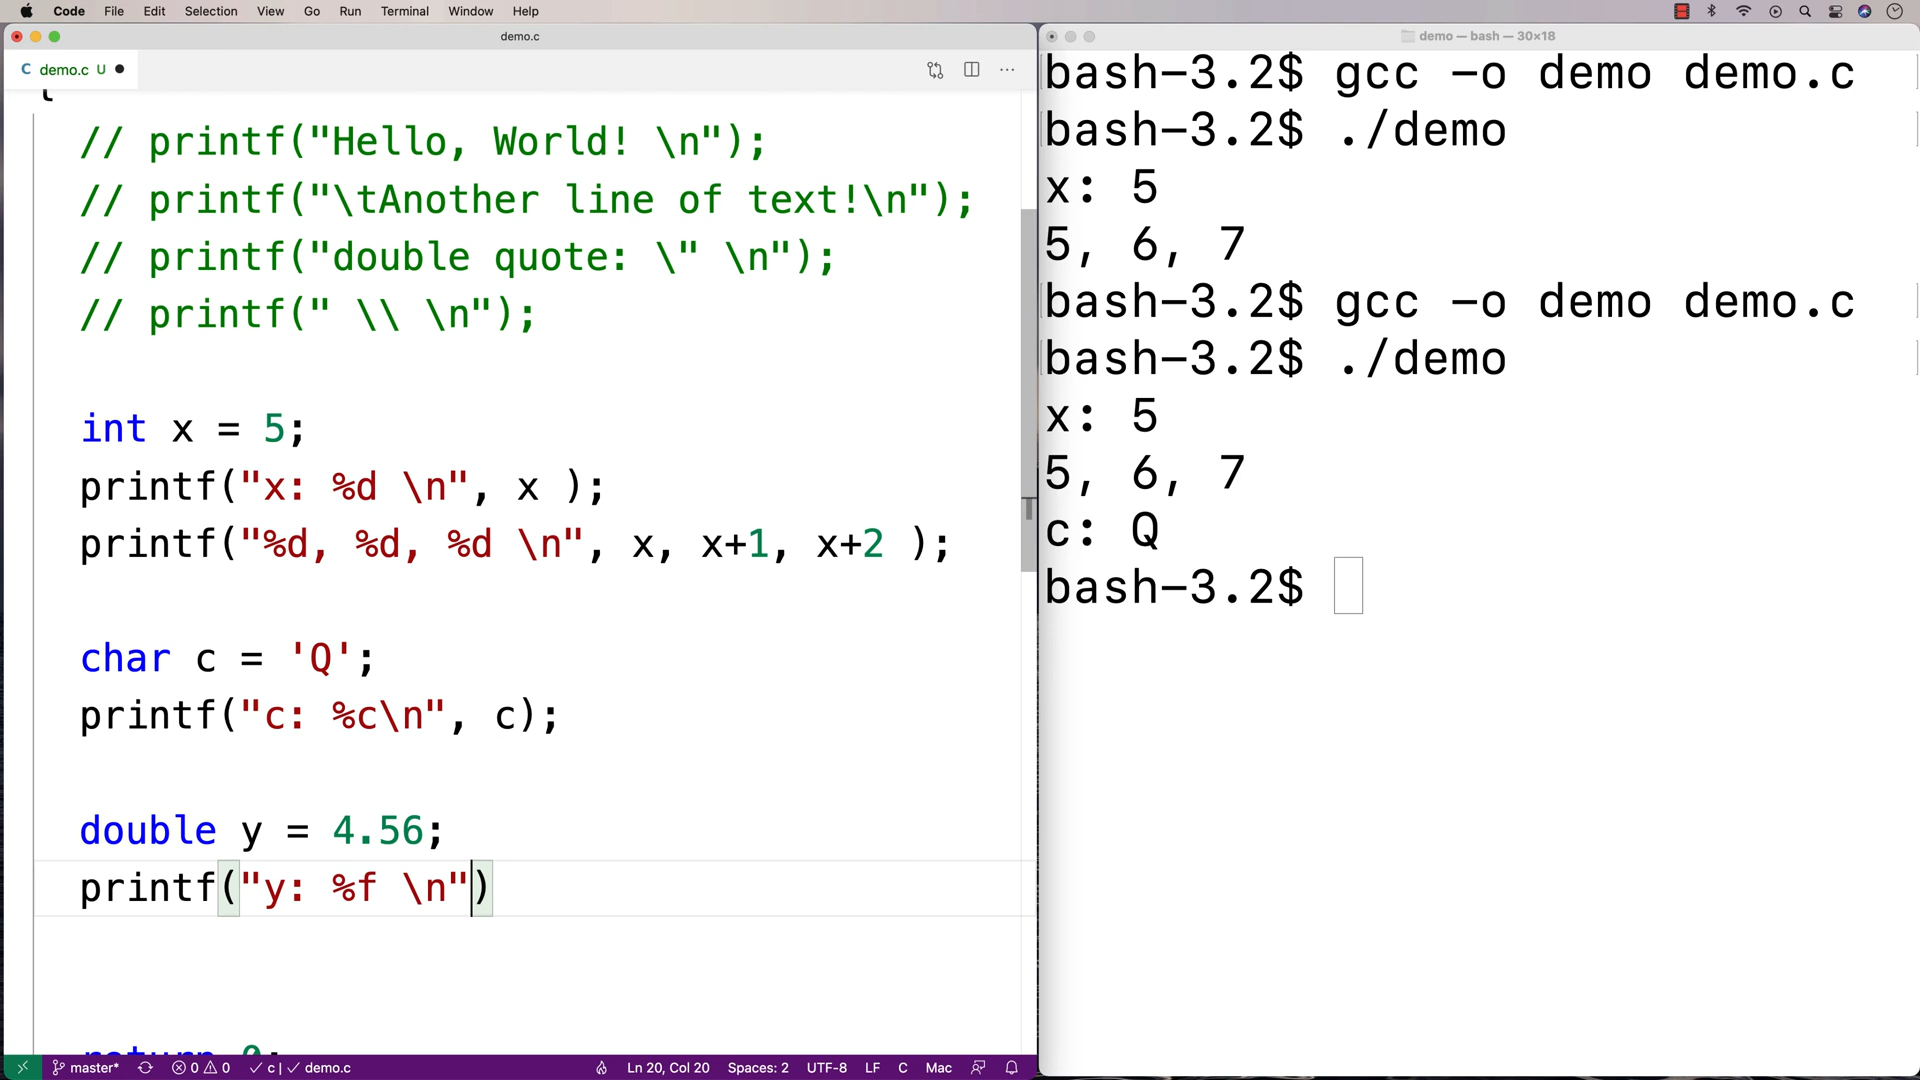 Code File Edit Selection View Go Run Terminal Window Help
demo.c
C demo.c U
{
// printf("Hello, World! \n");
// printf("\tAnother line of text!\n");
// printf("double quote: \" \n");
// printf(" \\ \n");
int x = 5;
printf("x: %d \n", x );
printf("%d, %d, %d \n", x, x+1, x+2 );
char c = 'Q';
printf("c: %c\n", c);
double y = 4.56;
printf("y: %f \n")
return 0;
master* 0 0 c | demo.c Ln 20, Col 20 Spaces: 2 UTF-8 LF C Mac
demo — bash — 30×18
bash-3.2$ gcc -o demo demo.c
bash-3.2$ ./demo
x: 5
5, 6, 7
bash-3.2$ gcc -o demo demo.c
bash-3.2$ ./demo
x: 5
5, 6, 7
c: Q
bash-3.2$